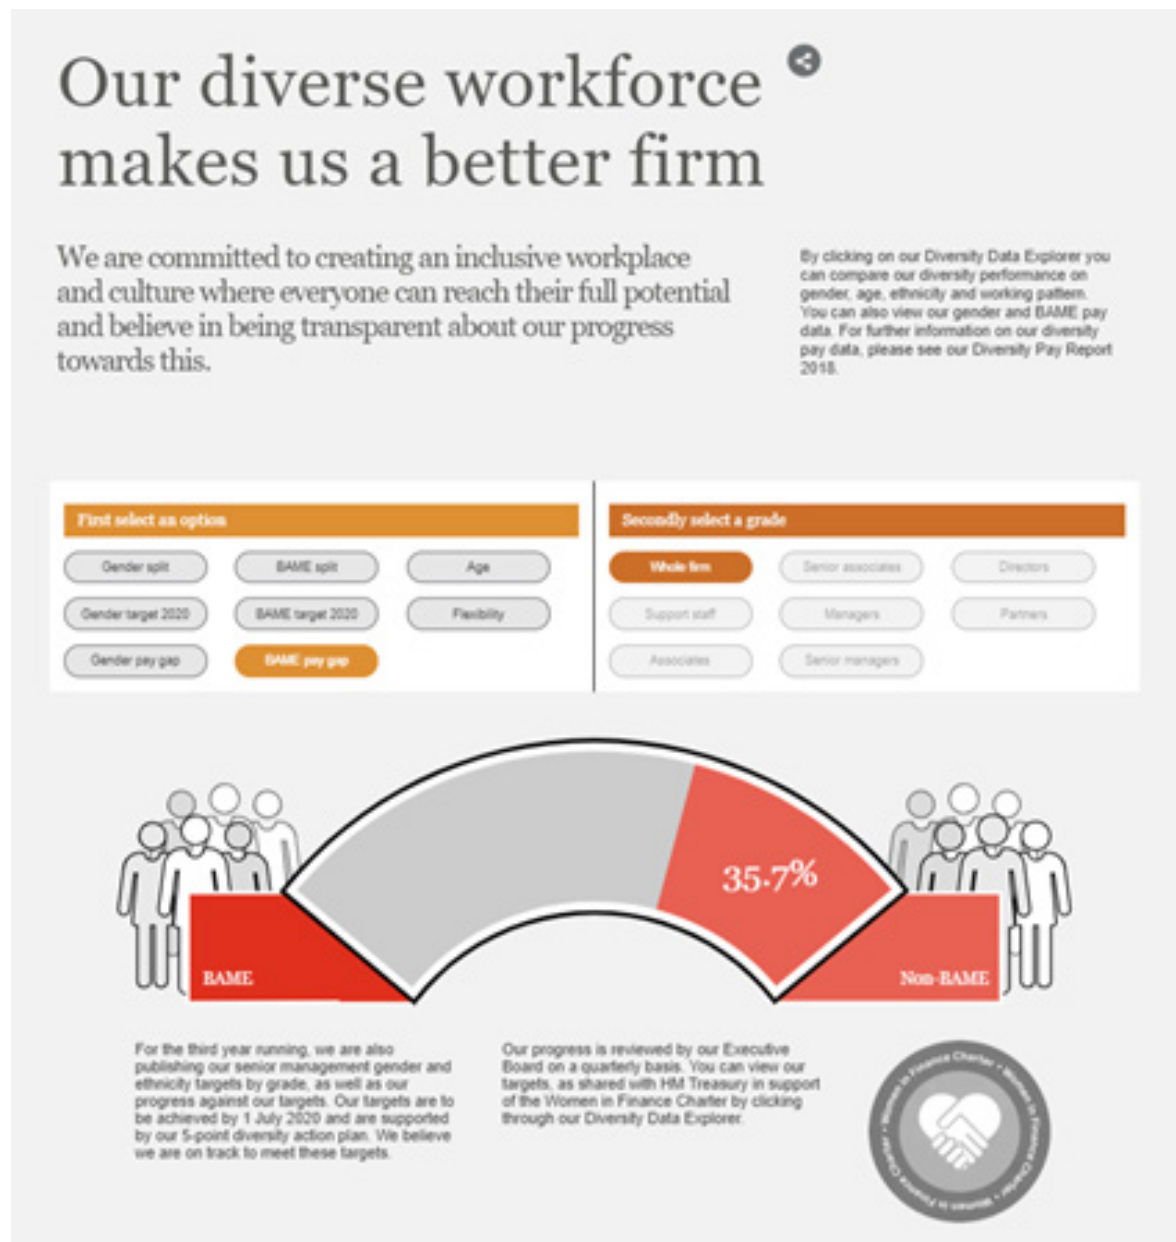 Our diverse workforce
makes us a better firm
We are committed to creating an inclusive workplace
and culture where everyone can reach their full potential
and believe in being transparent about our progress
towards this.
By clicking on our Diversity Data Explorer you
can compare our diversity performance on
gender, age, ethnicity and working pattern.
You can also view our gender and BAME pay
data. For further information on our diversity
pay data, please see our Diversity Pay Report
2018.
First select an option
Gender split
BAME split
Age
Gender target 2020
BAME target 2020
Flexibility
Gender pay gap
BAME pay gap
Secondly select a grade
Whole firm
Senior associates
Directors
Support staff
Managers
Partners
Associates
Senior managers
35.7%
BAME
Non-BAME
For the third year running, we are also
publishing our senior management gender and
ethnicity targets by grade, as well as our
progress against our targets. Our targets are to
be achieved by 1 July 2020 and are supported
by our 5-point diversity action plan. We believe
we are on track to meet these targets.
Our progress is reviewed by our Executive
Board on a quarterly basis. You can view our
targets, as shared with HM Treasury in support
of the Women in Finance Charter by clicking
through our Diversity Data Explorer.
Women in Finance Charter • Women in Finance Charter • Women in Finance Charter •